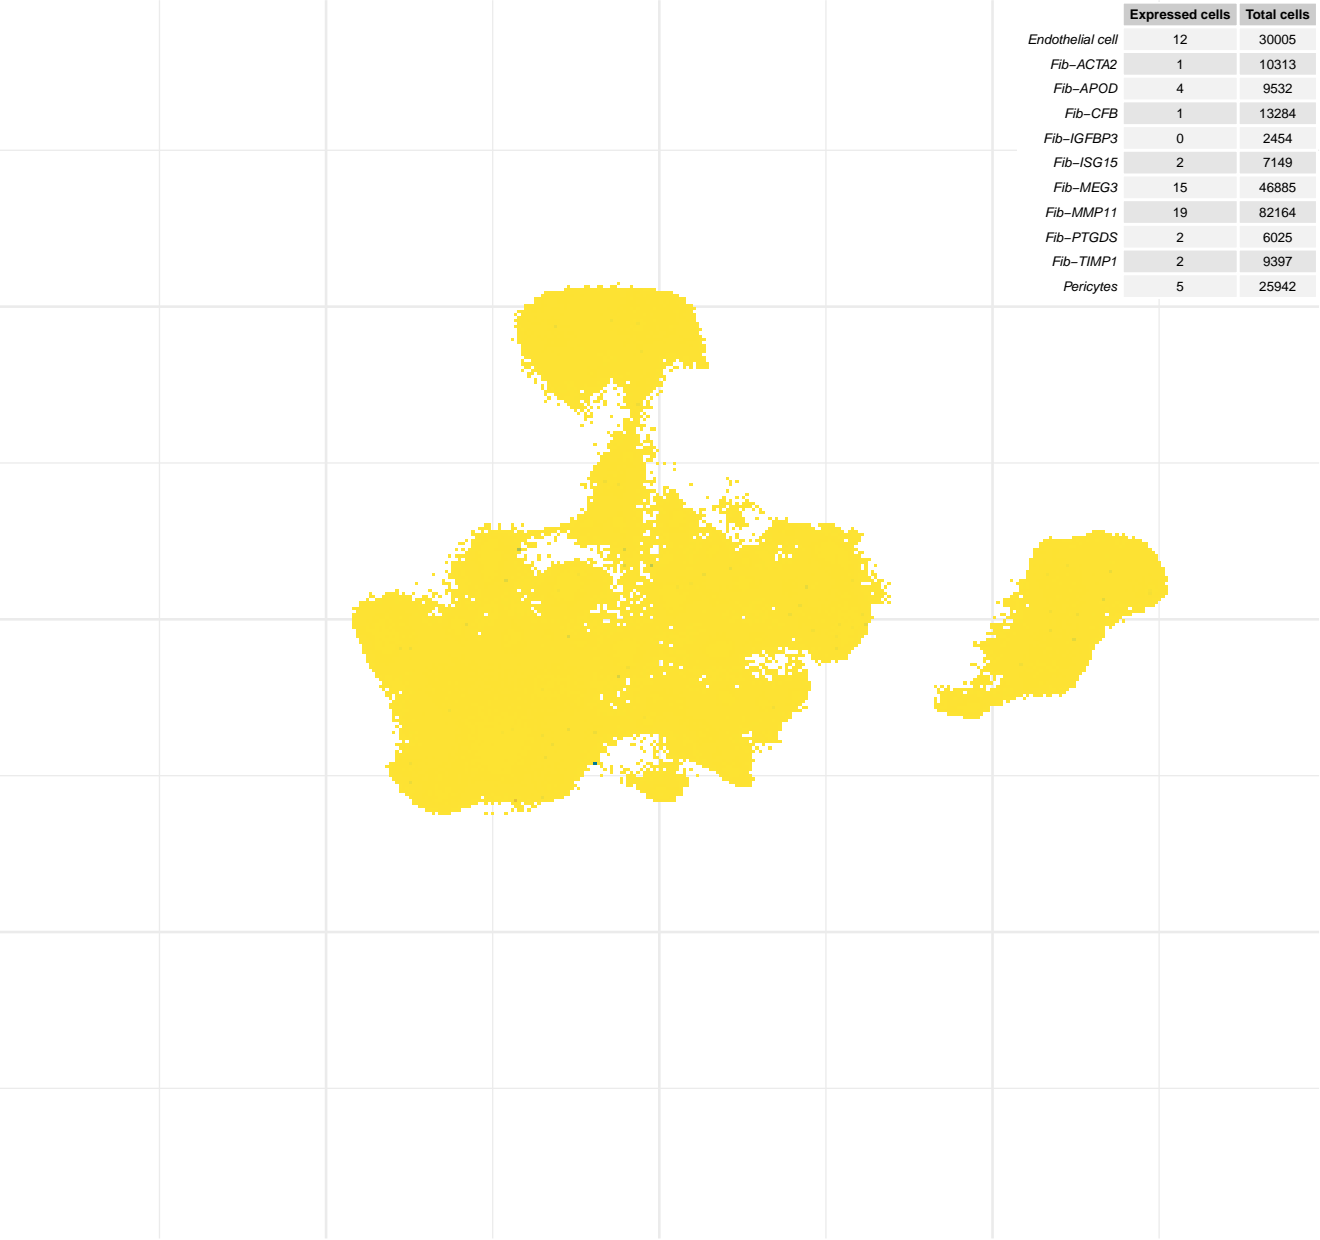 Expressed cells Total cells
Endothelial cell 12 30005
Fib−ACTA2 1 10313
Fib−APOD 4 9532
Fib−CFB 1 13284
Fib−IGFBP3 0 2454
Fib−ISG15 2 7149
Fib−MEG3 15 46885
Fib−MMP11 19 82164
Fib−PTGDS 2 6025
Fib−TIMP1 2 9397
Pericytes 5 25942